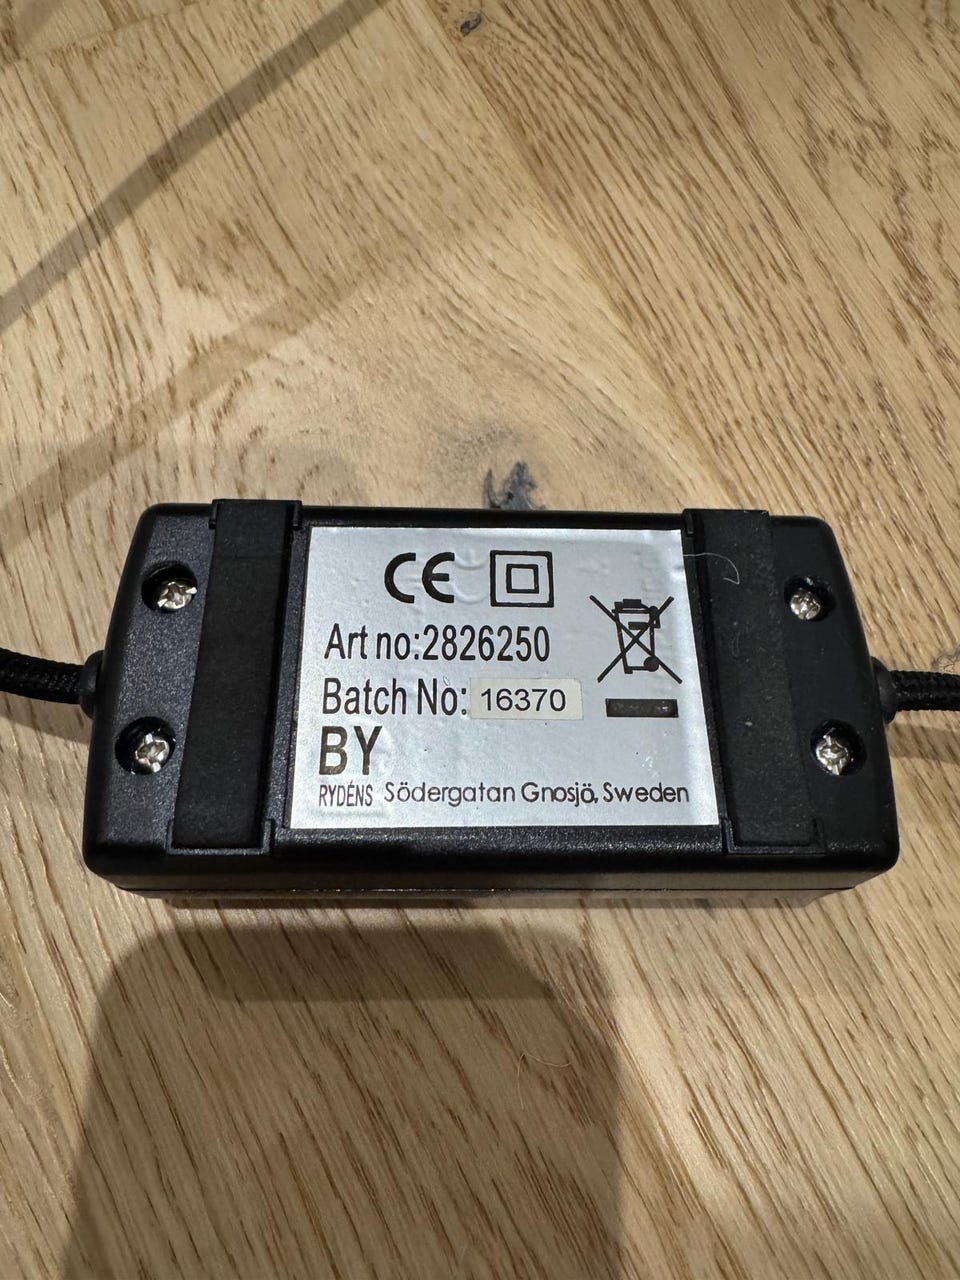 CE
Art no:2826250
Batch No: 16370
BY
RYDÉNS Södergatan Gnosjö, Sweden